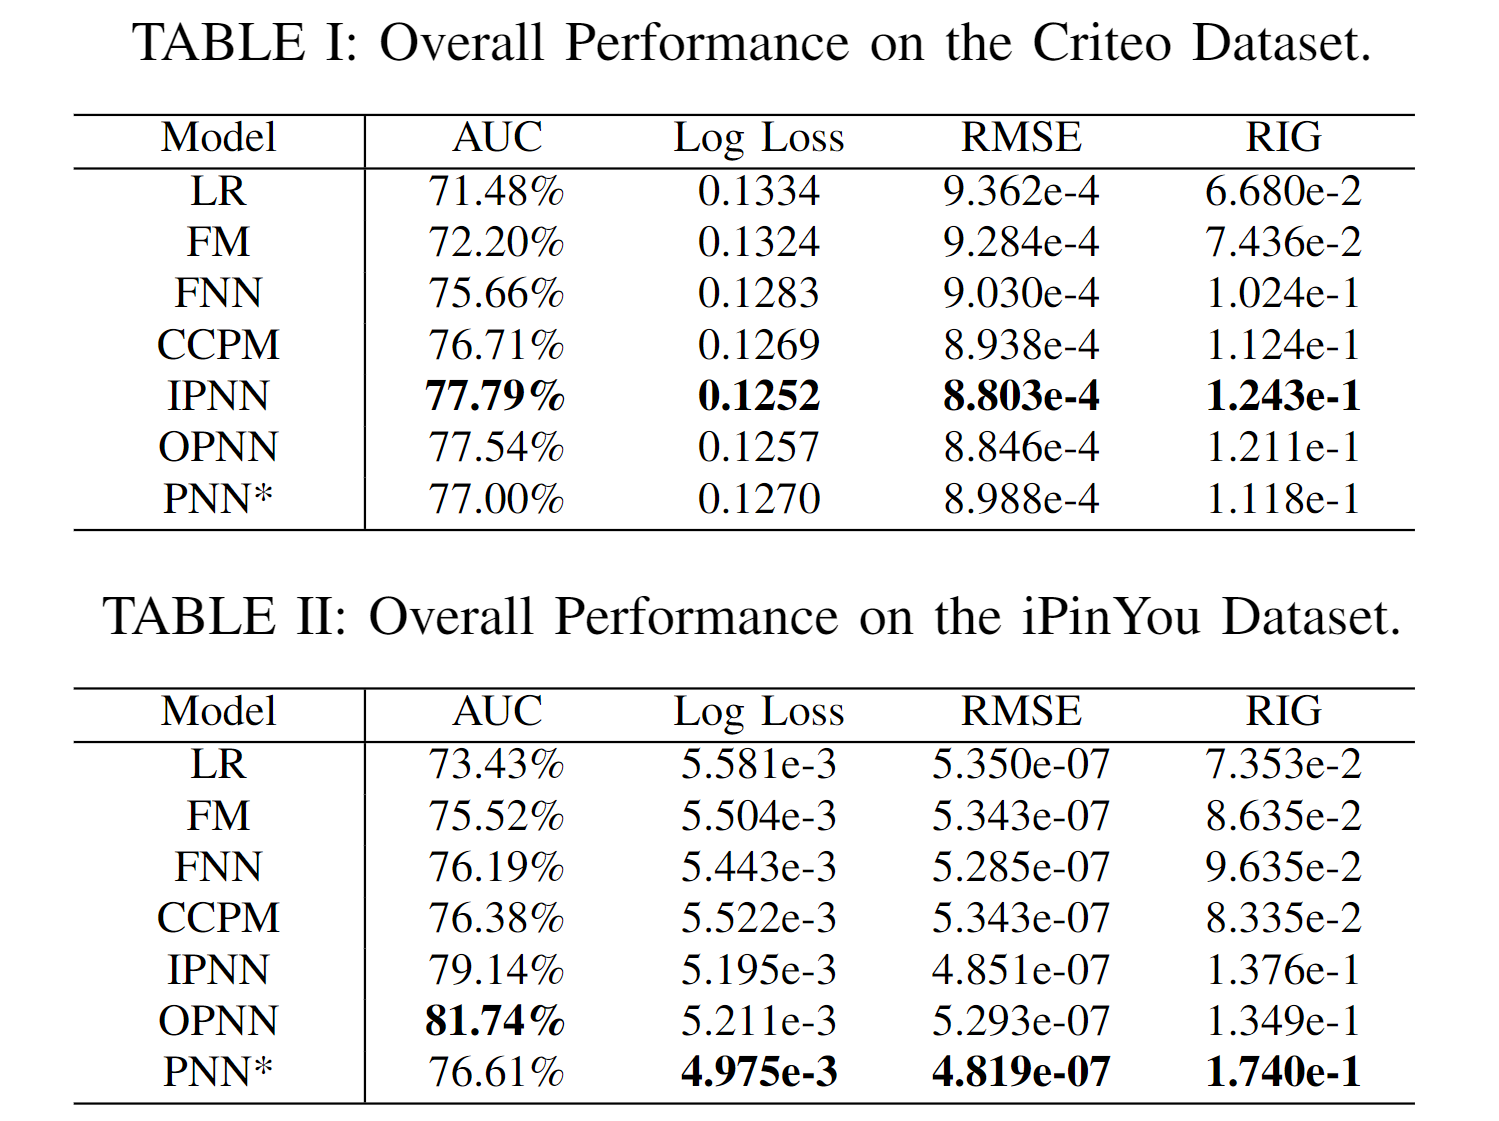 TABLE I: Overall Performance on the Criteo Dataset.
Model AUC Log Loss RMSE RIG
LR 71.48% 0.1334 9.362e-4 6.680e-2
FM 72.20% 0.1324 9.284e-4 7.436e-2
FNN 75.66% 0.1283 9.030e-4 1.024e-1
CCPM 76.71% 0.1269 8.938e-4 1.124e-1
IPNN 77.79% 0.1252 8.803e-4 1.243e-1
OPNN 77.54% 0.1257 8.846e-4 1.211e-1
PNN* 77.00% 0.1270 8.988e-4 1.118e-1
TABLE II: Overall Performance on the iPinYou Dataset.
Model AUC Log Loss RMSE RIG
LR 73.43% 5.581e-3 5.350e-07 7.353e-2
FM 75.52% 5.504e-3 5.343e-07 8.635e-2
FNN 76.19% 5.443e-3 5.285e-07 9.635e-2
CCPM 76.38% 5.522e-3 5.343e-07 8.335e-2
IPNN 79.14% 5.195e-3 4.851e-07 1.376e-1
OPNN 81.74% 5.211e-3 5.293e-07 1.349e-1
PNN* 76.61% 4.975e-3 4.819e-07 1.740e-1